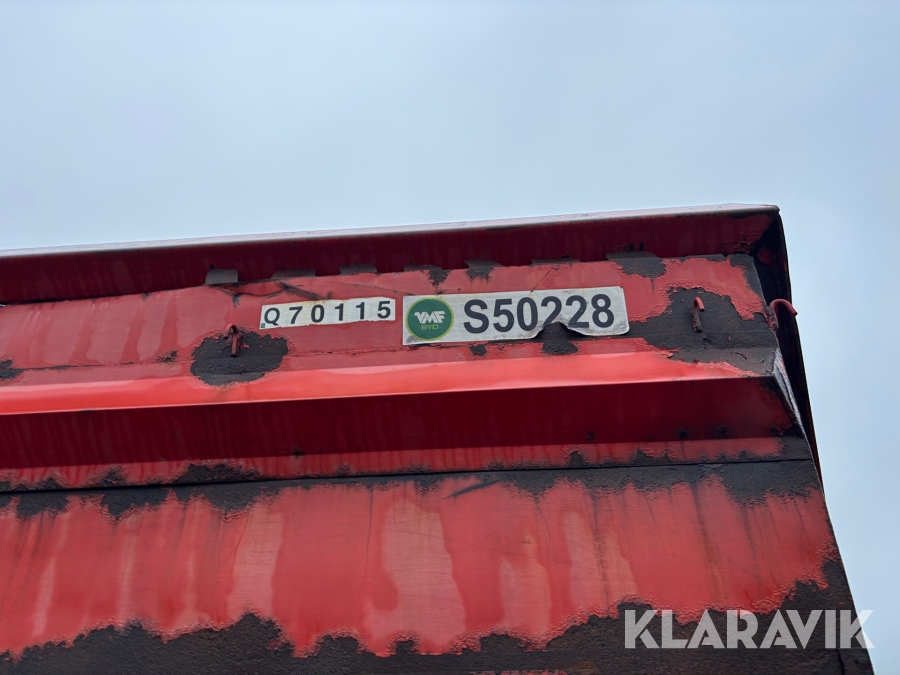 Q70115
VMF
SYD
S50228
KLARAVIK